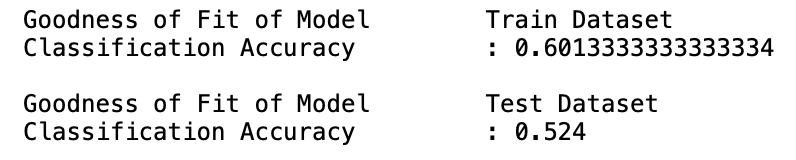 Goodness of Fit of Model        Train Dataset
Classification Accuracy         : 0.6013333333333334
Goodness of Fit of Model        Test Dataset
Classification Accuracy         : 0.524